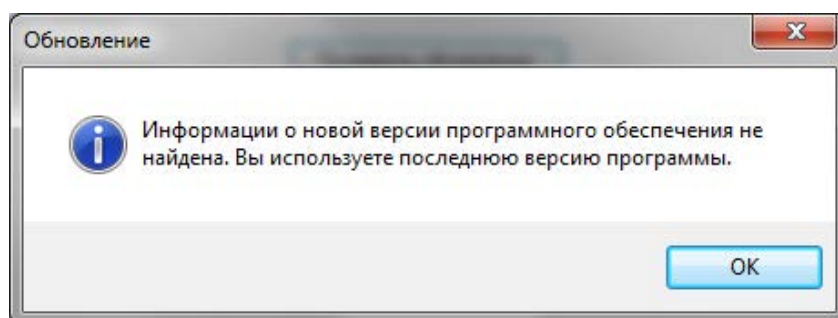 Обновление
Информации о новой версии программного обеспечения не
найдена. Вы используете последнюю версию программы.
OK